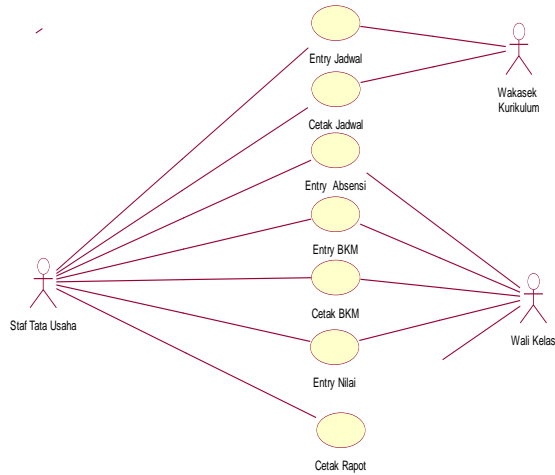 Entry Jadwal
Wakasek
Kurikulum
Cetak Jadwal
Entry Absensi
Entry BKM
Staf Tata Usaha
Cetak BKM
Wali Kelas
Entry Nilai
Cetak Rapot